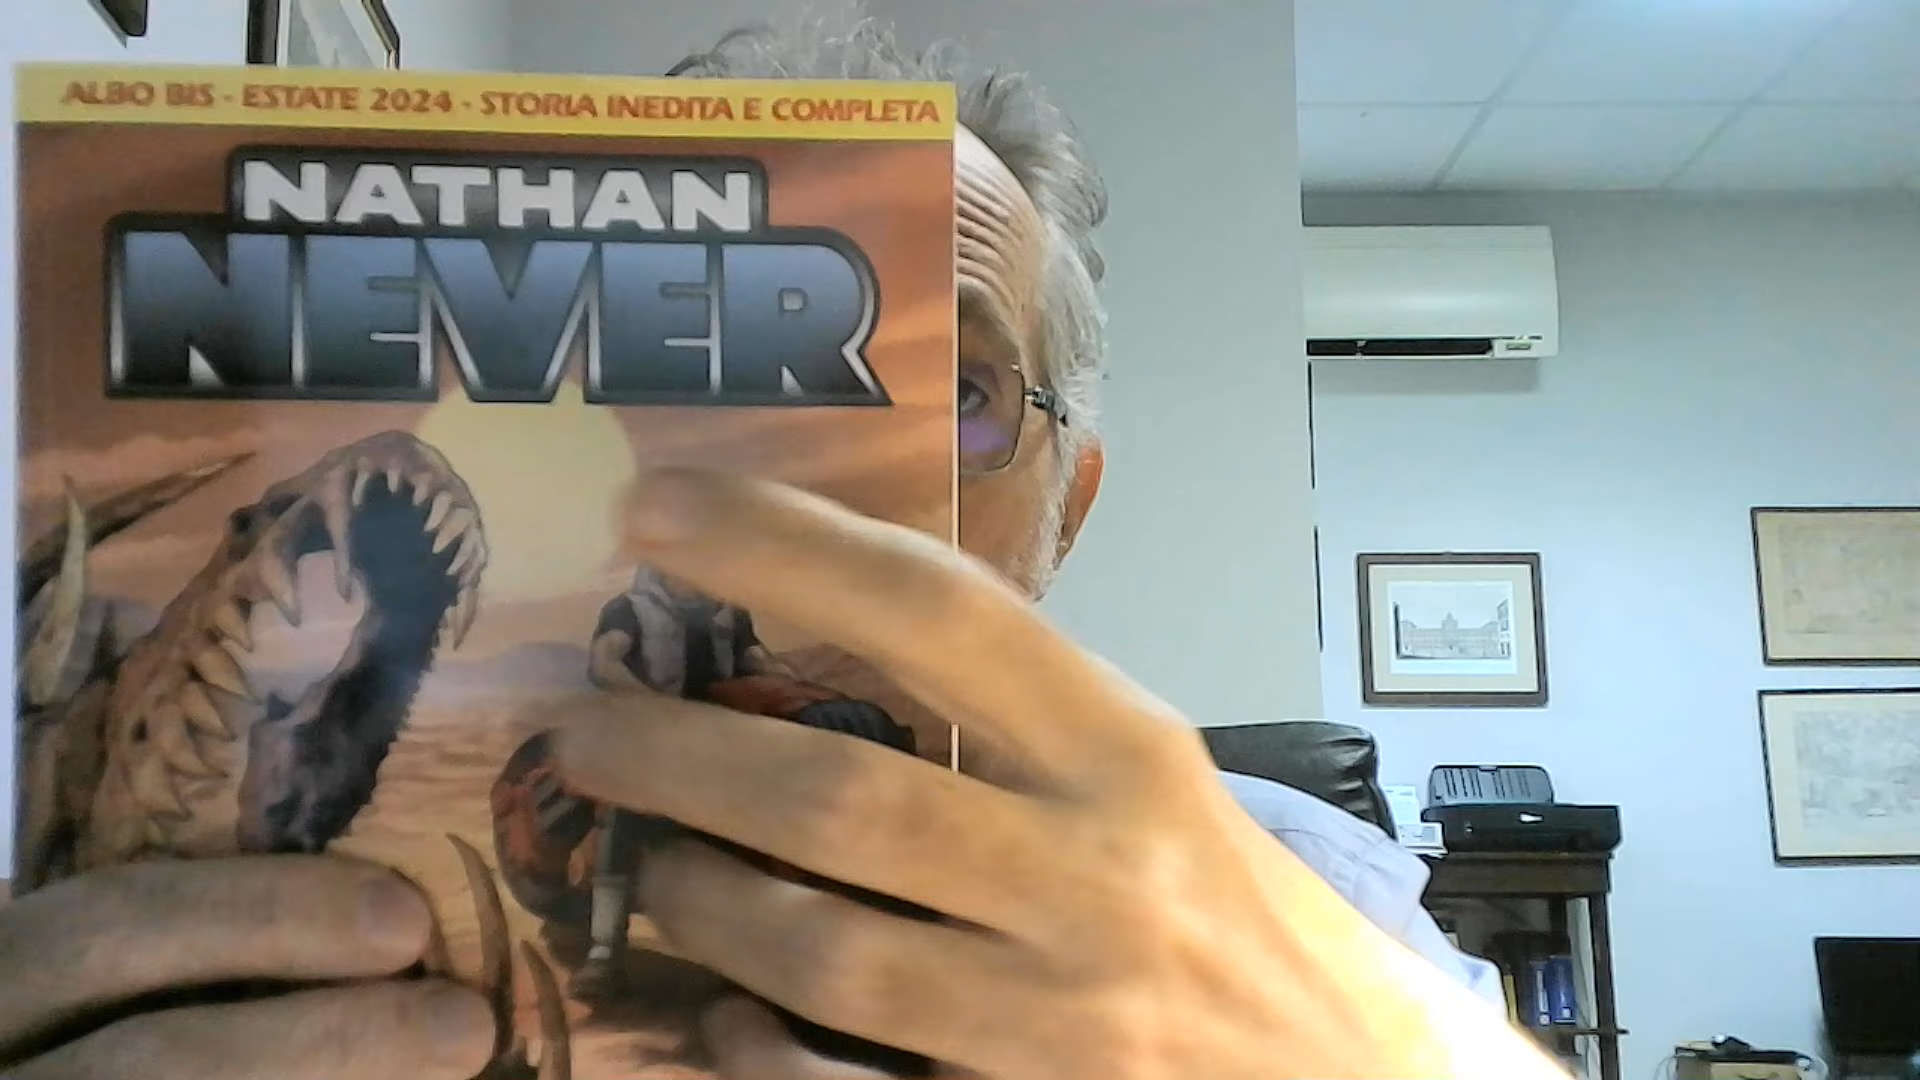 ALBO BIS - ESTATE 2024 - STORIA INEDITA E COMPLETA
NATHAN
NEVER